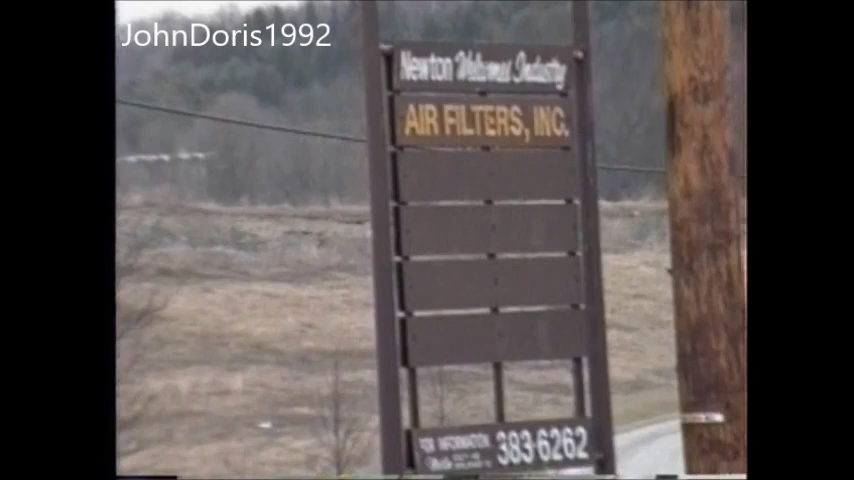 JohnDoris1992
Newton Welcomes Industry
AIR FILTERS, INC.
FOR INFORMATION
383-6262